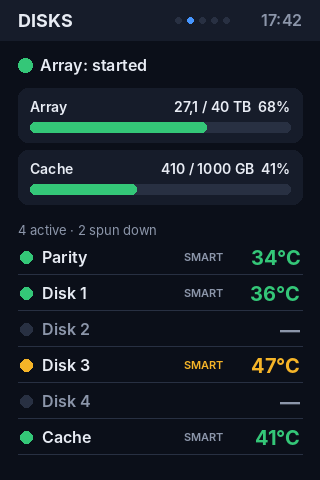 DISKS 17:42
Array: started
Array 27,1 / 40 TB 68%
Cache 410 / 1000 GB 41%
4 active · 2 spun down
Parity SMART 34°C
Disk 1 SMART 36°C
Disk 2 —
Disk 3 SMART 47°C
Disk 4 —
Cache SMART 41°C